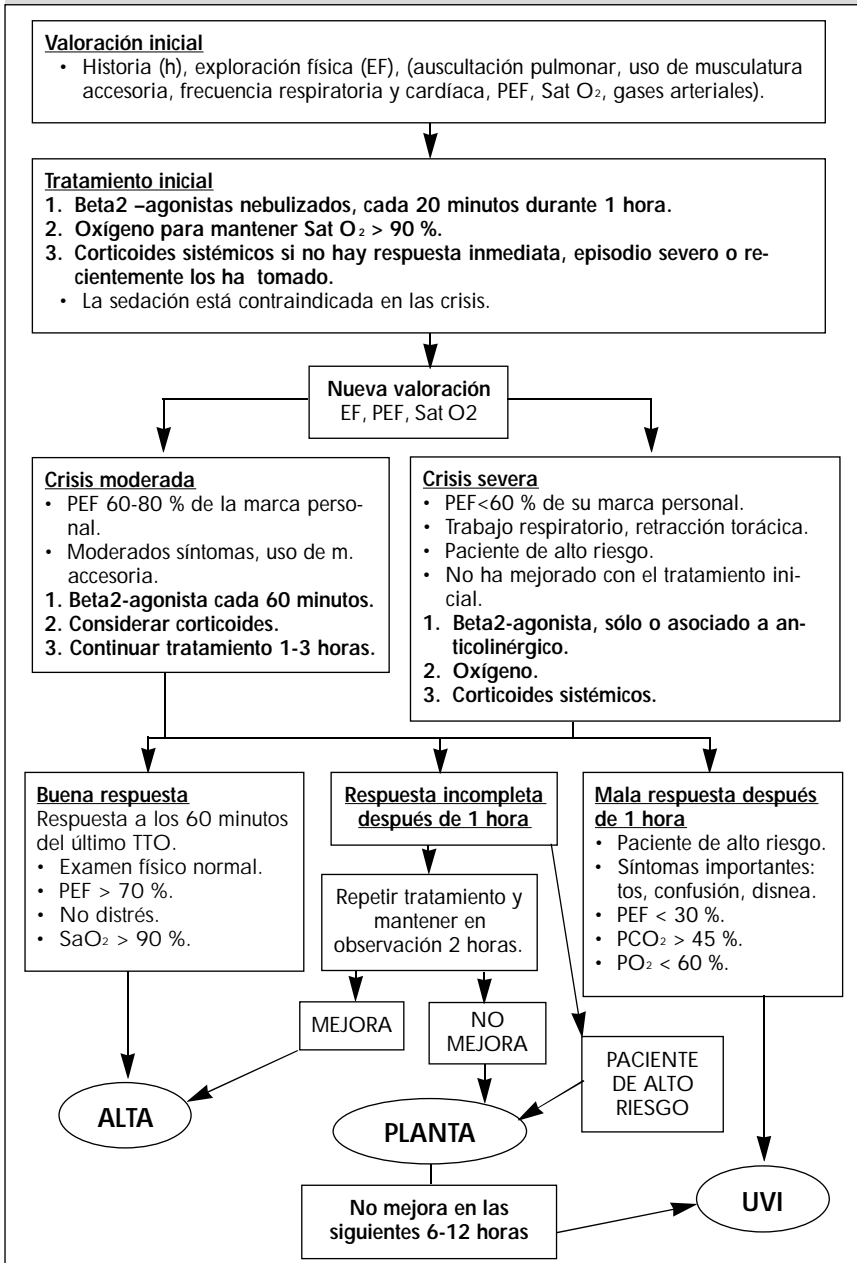 Valoración inicial
• Historia (h), exploración física (EF), (auscultación pulmonar, uso de musculatura
accesoria, frecuencia respiratoria y cardíaca, PEF, Sat O₂, gases arteriales).
Tratamiento inicial
1. Beta2 –agonistas nebulizados, cada 20 minutos durante 1 hora.
2. Oxígeno para mantener Sat O₂ > 90 %.
3. Corticoides sistémicos si no hay respuesta inmediata, episodio severo o re-
cientemente los ha tomado.
• La sedación está contraindicada en las crisis.
Nueva valoración
EF, PEF, Sat O2
Crisis moderada
• PEF 60-80 % de la marca perso-
nal.
• Moderados síntomas, uso de m.
accesoria.
1. Beta2-agonista cada 60 minutos.
2. Considerar corticoides.
3. Continuar tratamiento 1-3 horas.
Crisis severa
• PEF<60 % de su marca personal.
• Trabajo respiratorio, retracción torácica.
• Paciente de alto riesgo.
• No ha mejorado con el tratamiento ini-
cial.
1. Beta2-agonista, sólo o asociado a an-
ticolinérgico.
2. Oxígeno.
3. Corticoides sistémicos.
Buena respuesta
Respuesta a los 60 minutos
del último TTO.
• Examen físico normal.
• PEF > 70 %.
• No distrés.
• SaO₂ > 90 %.
Respuesta incompleta
después de 1 hora
Repetir tratamiento y
mantener en
observación 2 horas.
Mala respuesta después
de 1 hora
• Paciente de alto riesgo.
• Síntomas importantes:
tos, confusión, disnea.
• PEF < 30 %.
• PCO₂ > 45 %.
• PO₂ < 60 %.
MEJORA
NO
MEJORA
PACIENTE
DE ALTO
RIESGO
ALTA
PLANTA
No mejora en las
siguientes 6-12 horas
UVI